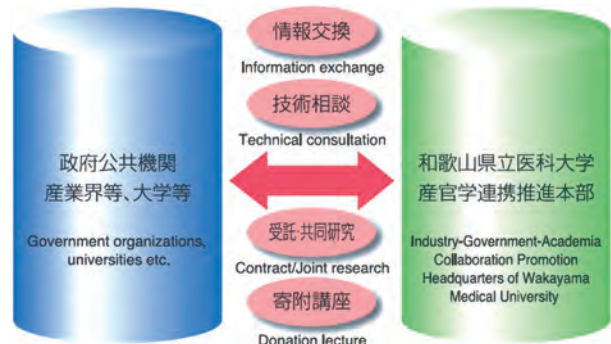 政府公共機関
産業界等、大学等
Government organizations,
universities etc.
情報交換
Information exchange
技術相談
Technical consultation
受託・共同研究
Contract/Joint research
寄附講座
Donation lecture
和歌山県立医科大学
産官学連携推進本部
Industry-Government-Academia
Collaboration Promotion
Headquarters of Wakayama
Medical University